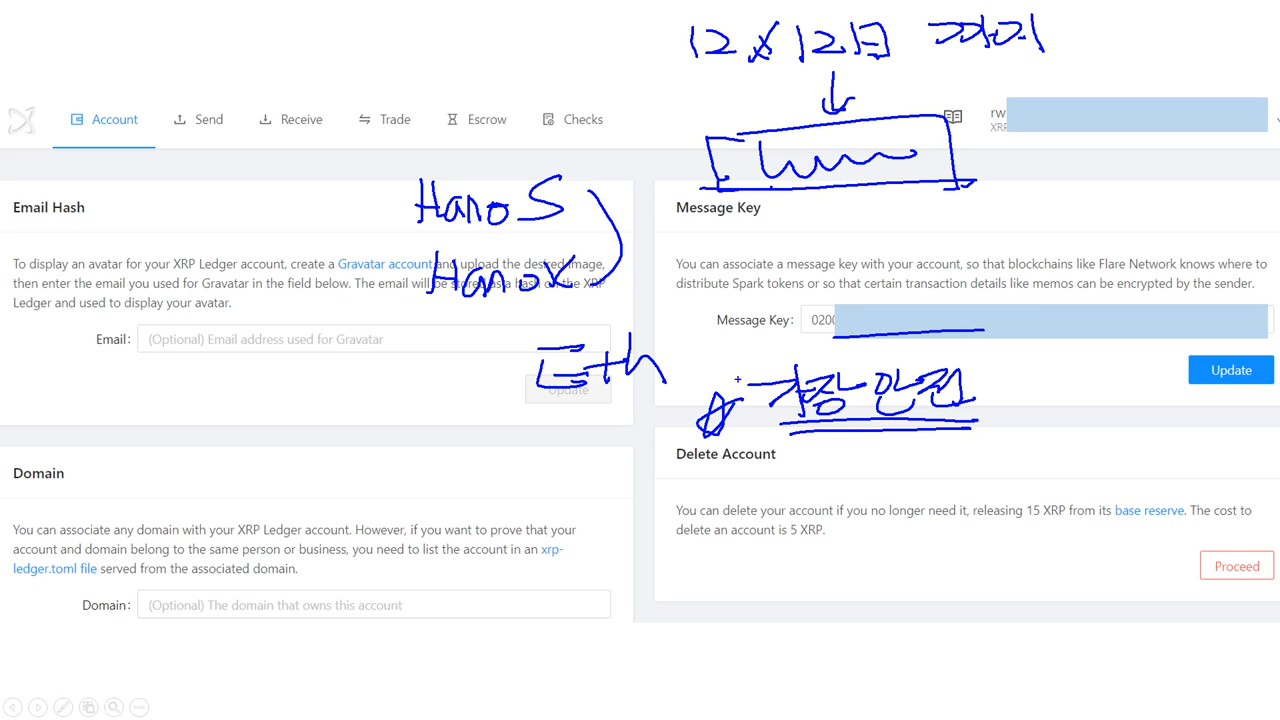 12 12日 까지
Account
Send
Receive
Trade
Escrow
Checks
rw
XRP
Email Hash
To display an avatar for your XRP Ledger account, create a Gravatar account and upload the desired image,
then enter the email you used for Gravatar in the field below. The email will be stored as a hash on the XRP
Ledger and used to display your avatar.
Email:
(Optional) Email address used for Gravatar
Update
Nano S
Nano X
Eth
Message Key
You can associate a message key with your account, so that blockchains like Flare Network knows where to
distribute Spark tokens or so that certain transaction details like memos can be encrypted by the sender.
Message Key:
0200
Update
안전
Domain
You can associate any domain with your XRP Ledger account. However, if you want to prove that your
account and domain belong to the same person or business, you need to list the account in an xrp-
ledger.toml file served from the associated domain.
Domain:
(Optional) The domain that owns this account
Delete Account
You can delete your account if you no longer need it, releasing 15 XRP from its base reserve. The cost to
delete an account is 5 XRP.
Proceed